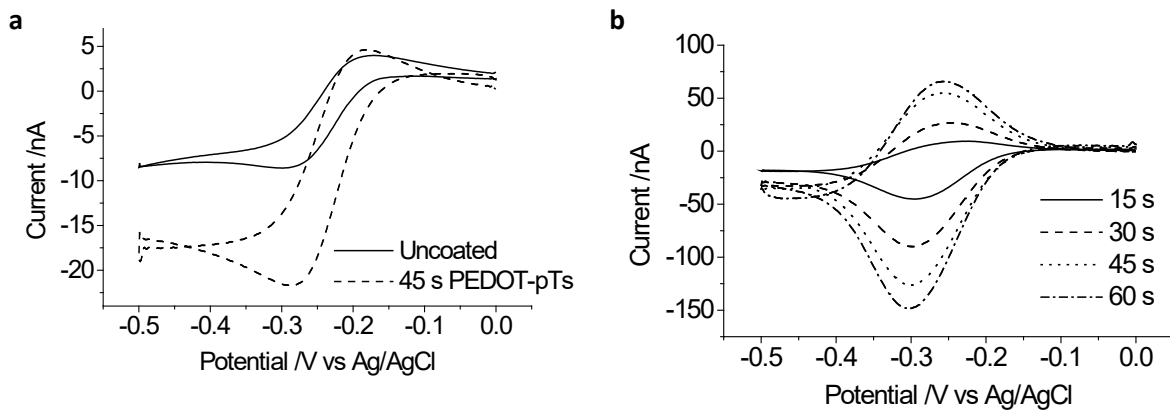 a
5
0
-5
-10
-15
-20
Current /nA
-0.5 -0.4 -0.3 -0.2 -0.1 0.0
Potential /V vs Ag/AgCl
Uncoated
45 s PEDOT-pTs
b
100
50
0
-50
-100
-150
Current /nA
-0.5 -0.4 -0.3 -0.2 -0.1 0.0
Potential /V vs Ag/AgCl
15 s
30 s
45 s
60 s